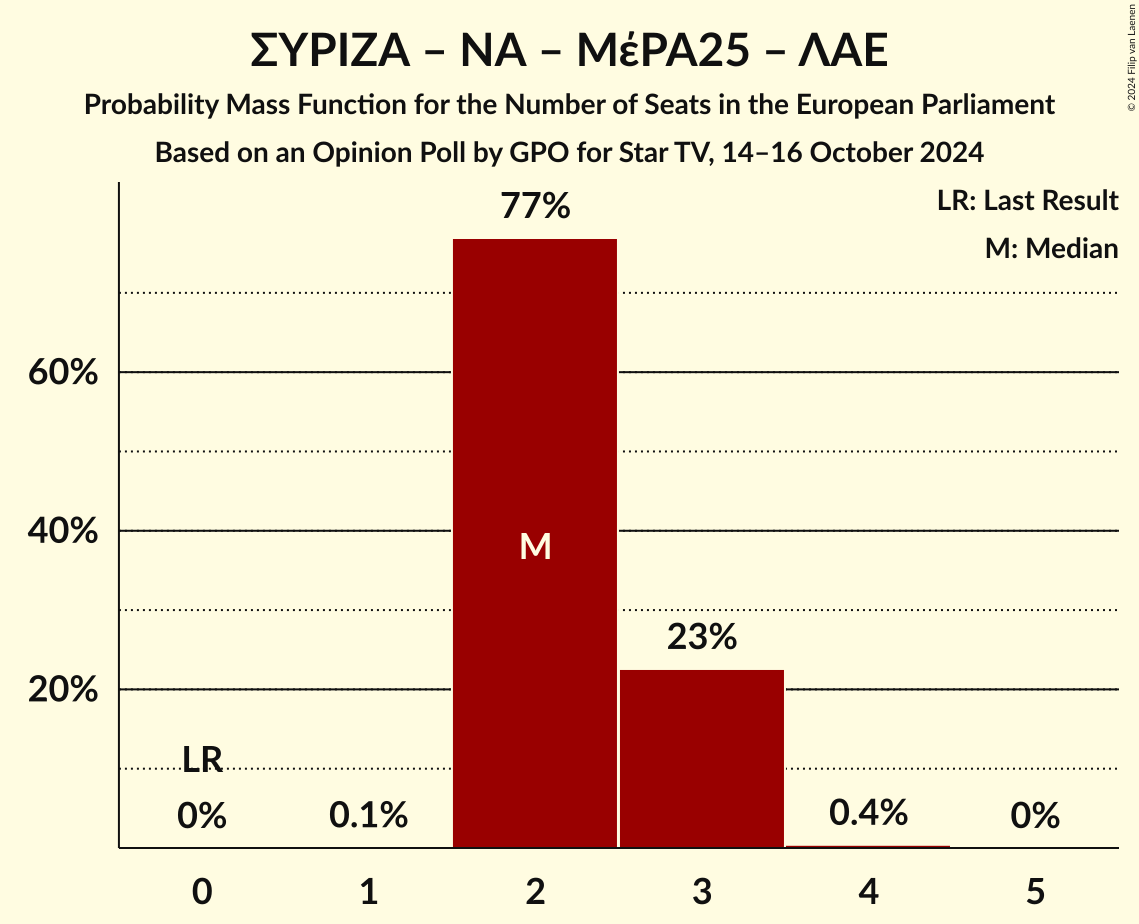 ΣΥΡΙΖΑ – ΝΑ – ΜέΡΑ25 – ΛΑΕ
Probability Mass Function for the Number of Seats in the European Parliament
Based on an Opinion Poll by GPO for Star TV, 14–16 October 2024
© 2024 Filip van Laenen
LR: Last Result
M: Median
77%
60%
40%
M
23%
20%
LR
0%
0.1%
0.4%
0%
0 1 2 3 4 5